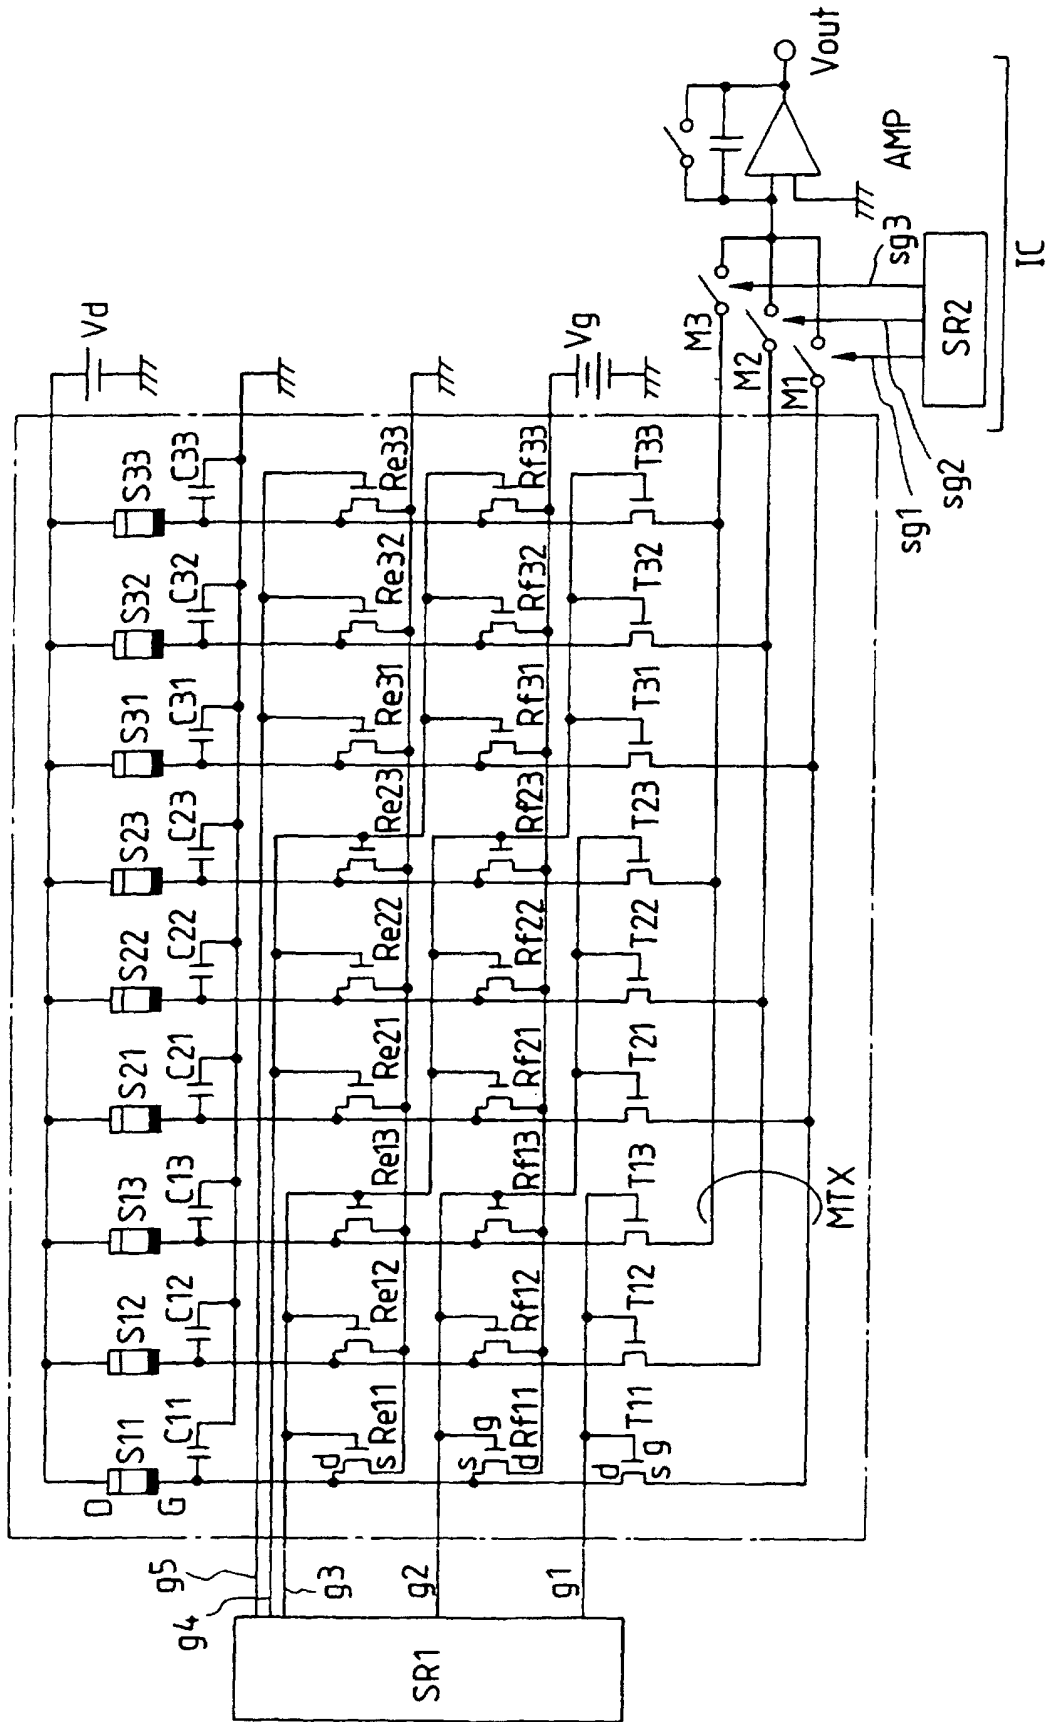 D S11 S12 S13 S21 S22 S23 S31 S32 S33 Vd
G C11 C12 C13 C21 C22 C23 C31 C32 C33
g5
g4
g3
d Re11 Re12 Re13 Re21 Re22 Re23 Re31 Re32 Re33
s
g2
s g Rf11 Rf12 Rf13 Rf21 Rf22 Rf23 Rf31 Rf32 Rf33 Vg
d
g1
d T11 T12 T13 T21 T22 T23 T31 T32 T33
s g
SR1
MTX
M3
M2
M1
sg1
sg2
sg3
SR2
IC
AMP
Vout